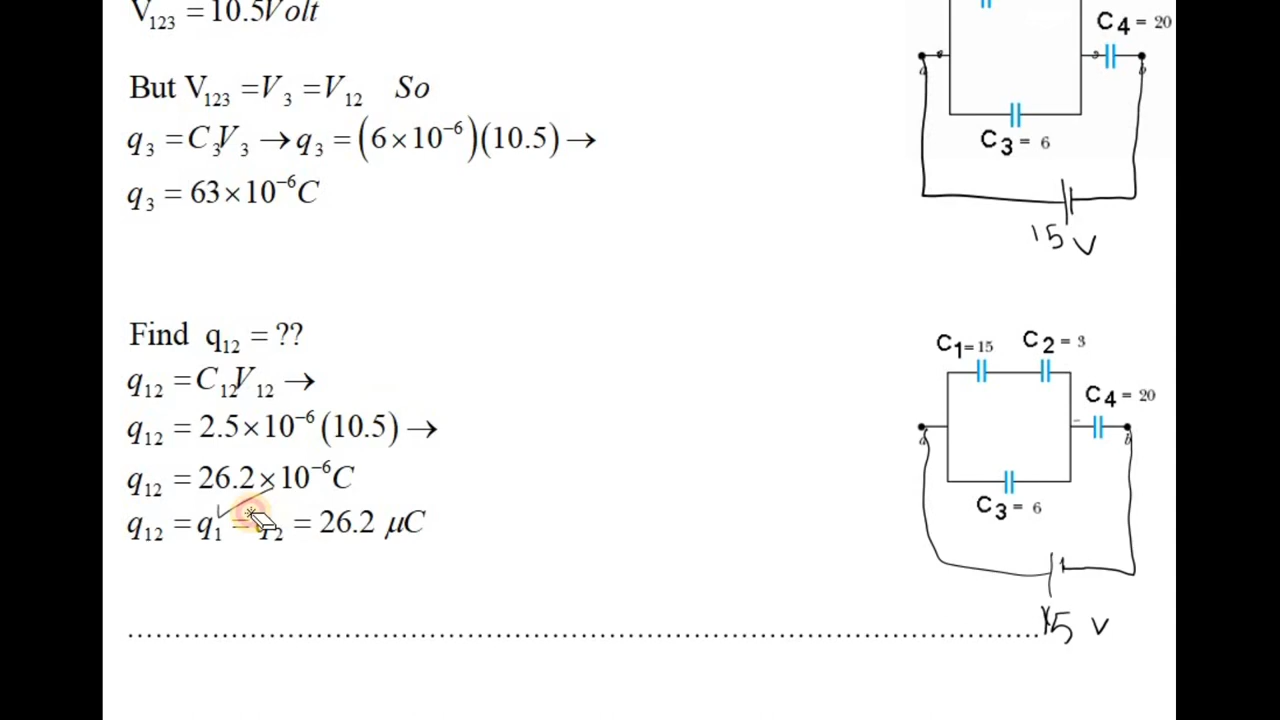 V₁₂₃ = 10.5Volt
But V₁₂₃ = V₃ = V₁₂ So
q₃ = C₃V₃ → q₃ = (6×10⁻⁶)(10.5) →
q₃ = 63×10⁻⁶C
Find q₁₂ = ??
q₁₂ = C₁₂V₁₂ →
q₁₂ = 2.5×10⁻⁶(10.5) →
q₁₂ = 26.2×10⁻⁶C
q₁₂ = q₁ = q₂ = 26.2 μC
C₄ = 20
a
b
C₃ = 6
15 V
C₁=15 C₂ = 3
C₄ = 20
a
b
C₃ = 6
15 V